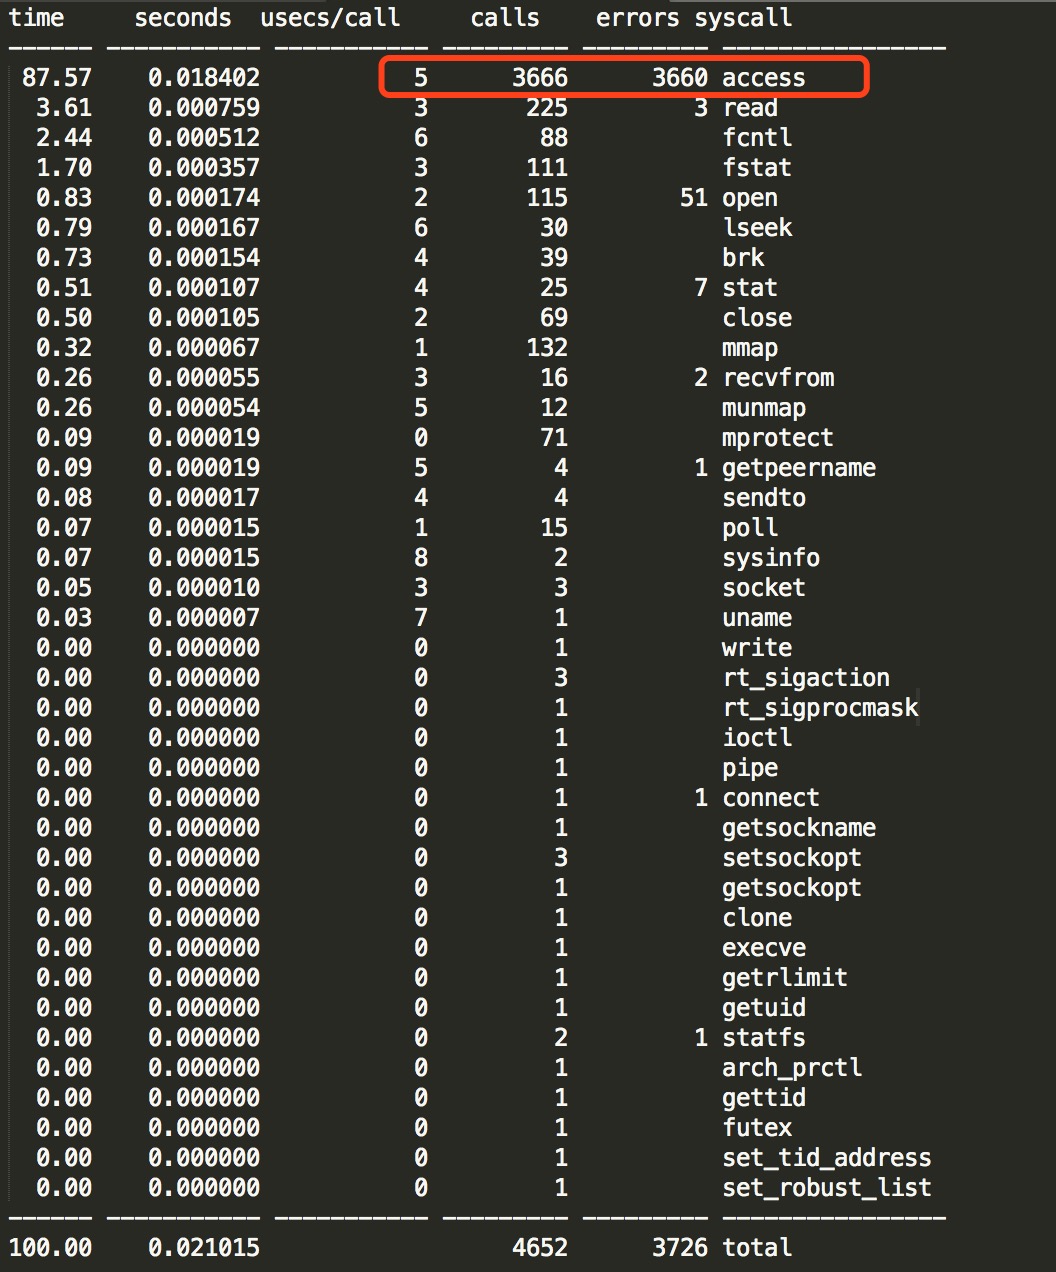 time     seconds  usecs/call     calls    errors syscall
------ ----------- ----------- --------- --------- ----------------
 87.57    0.018402           5      3666      3660 access
  3.61    0.000759           3       225         3 read
  2.44    0.000512           6        88           fcntl
  1.70    0.000357           3       111           fstat
  0.83    0.000174           2       115        51 open
  0.79    0.000167           6        30           lseek
  0.73    0.000154           4        39           brk
  0.51    0.000107           4        25         7 stat
  0.50    0.000105           2        69           close
  0.32    0.000067           1       132           mmap
  0.26    0.000055           3        16         2 recvfrom
  0.26    0.000054           5        12           munmap
  0.09    0.000019           0        71           mprotect
  0.09    0.000019           5         4         1 getpeername
  0.08    0.000017           4         4           sendto
  0.07    0.000015           1        15           poll
  0.07    0.000015           8         2           sysinfo
  0.05    0.000010           3         3           socket
  0.03    0.000007           7         1           uname
  0.00    0.000000           0         1           write
  0.00    0.000000           0         3           rt_sigaction
  0.00    0.000000           0         1           rt_sigprocmask
  0.00    0.000000           0         1           ioctl
  0.00    0.000000           0         1           pipe
  0.00    0.000000           0         1         1 connect
  0.00    0.000000           0         1           getsockname
  0.00    0.000000           0         3           setsockopt
  0.00    0.000000           0         1           getsockopt
  0.00    0.000000           0         1           clone
  0.00    0.000000           0         1           execve
  0.00    0.000000           0         1           getrlimit
  0.00    0.000000           0         1           getuid
  0.00    0.000000           0         2         1 statfs
  0.00    0.000000           0         1           arch_prctl
  0.00    0.000000           0         1           gettid
  0.00    0.000000           0         1           futex
  0.00    0.000000           0         1           set_tid_address
  0.00    0.000000           0         1           set_robust_list
------ ----------- ----------- --------- --------- ----------------
100.00    0.021015                  4652      3726 total